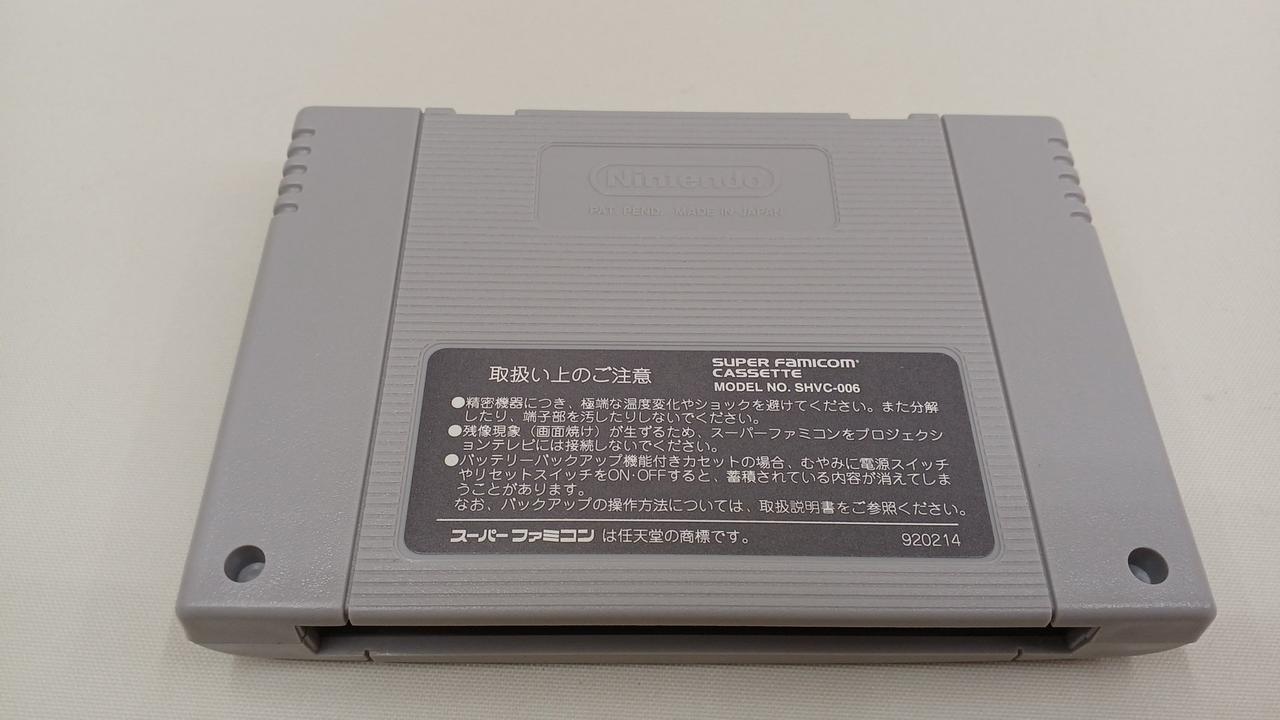 Nintendo
PAT. PEND. MADE IN JAPAN
取扱い上のご注意
SUPER FAMICOM
CASSETTE
MODEL NO. SHVC-006
●精密機器につき、極端な温度変化やショックを避けてください。また分解
したり、端子部を汚したりしないでください。
●残像現象(画面焼け)が生ずるため、スーパーファミコンをプロジェクシ
ョンテレビには接続しないでください。
●バッテリーバックアップ機能付きカセットの場合、むやみに電源スイッチ
やリセットスイッチをON・OFFすると、蓄積されている内容が消えてしま
うことがあります。
なお、バックアップの操作方法については、取扱説明書をご参照ください。
スーパーファミコン は任天堂の商標です。
920214